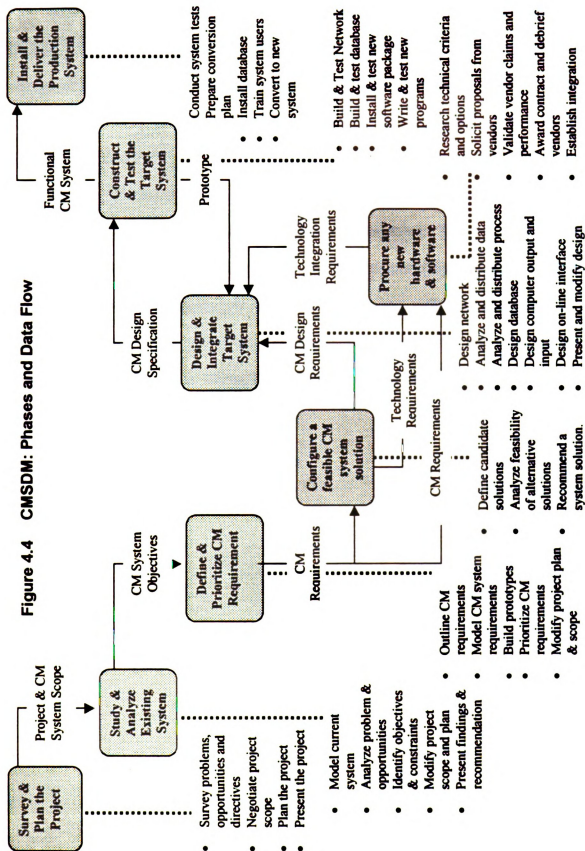 Figure 4.4 CMSDM: Phases and Data Flow
Survey &
Plan the
Project
Project & CM
System Scope
Study &
Analyze
Existing
System
CM System
Objectives
Define &
Prioritize CM
Requirement
CM
Requirements
Configure a
feasible CM
system
solution
CM Design
Requirements
Technology
Requirements
CM Requirements
Procure any
new
hardware
& software
Technology
Integration
Requirements
Design &
Integrate
Target
System
CM Design
Specification
Construct
& Test the
Target
System
Prototype
Functional
CM System
Install &
Deliver the
Production
System
• Survey problems,
opportunities and
directives
• Negotiate project
scope
• Plan the project
• Present the project
• Model current
system
• Analyze problem &
opportunities
• Identify objectives
& constraints
• Modify project
scope and plan
• Present findings &
recommendation
• Outline CM
requirements
• Model CM system
requirements
• Build prototypes
• Prioritize CM
requirements
• Modify project plan
& scope
• Define candidate
solutions
• Analyze feasibility
of alternative
solutions
• Recommend a
system solution.
• Design network
• Analyze and distribute data
• Analyze and distribute process
• Design database
• Design computer output and
input
• Design on-line interface
• Present and modify design
• Research technical criteria
and options
• Solicit proposals from
vendors
• Validate vendor claims and
performance
• Award contract and debrief
vendors
• Establish integration
• Build & Test Network
• Build & test database
• Install & test new
software package
• Write & test new
programs
Conduct system tests
Prepare conversion
plan
• Install database
• Train system users
• Convert to new
system